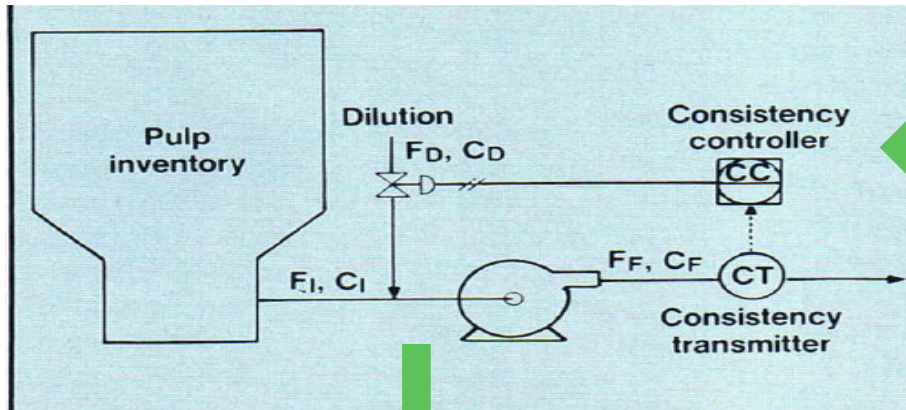 Pulp
inventory
Dilution
FD, CD
Consistency
controller
CC
FI, CI
FF, CF
CT
Consistency
transmitter